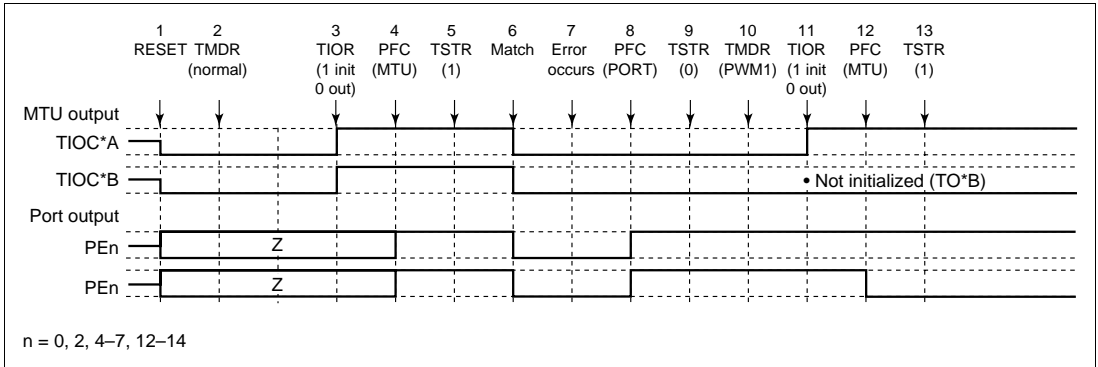 1 2 3 4 5 6 7 8 9 10 11 12 13
RESET TMDR TIOR PFC TSTR Match Error PFC TSTR TMDR TIOR PFC TSTR
(normal) (1 init (MTU) (1) occurs (PORT) (0) (PWM1) (1 init (MTU) (1)
0 out) 0 out)
MTU output
TIOC*A
TIOC*B • Not initialized (TO*B)
Port output
PEn Z
PEn Z
n = 0, 2, 4–7, 12–14